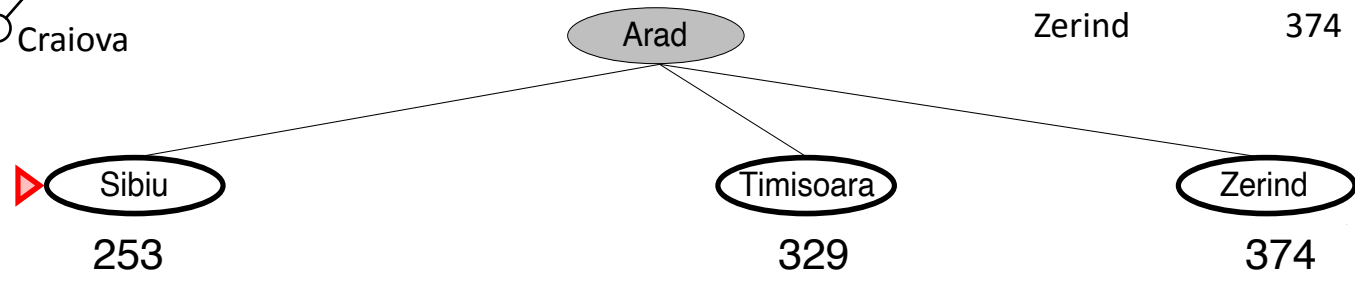 Craiova
Arad
Zerind 374
Sibiu
Timisoara
Zerind
253
329
374